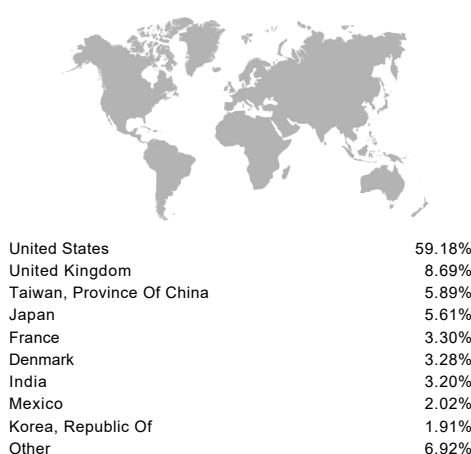 United States 59.18%
United Kingdom 8.69%
Taiwan, Province Of China 5.89%
Japan 5.61%
France 3.30%
Denmark 3.28%
India 3.20%
Mexico 2.02%
Korea, Republic Of 1.91%
Other 6.92%